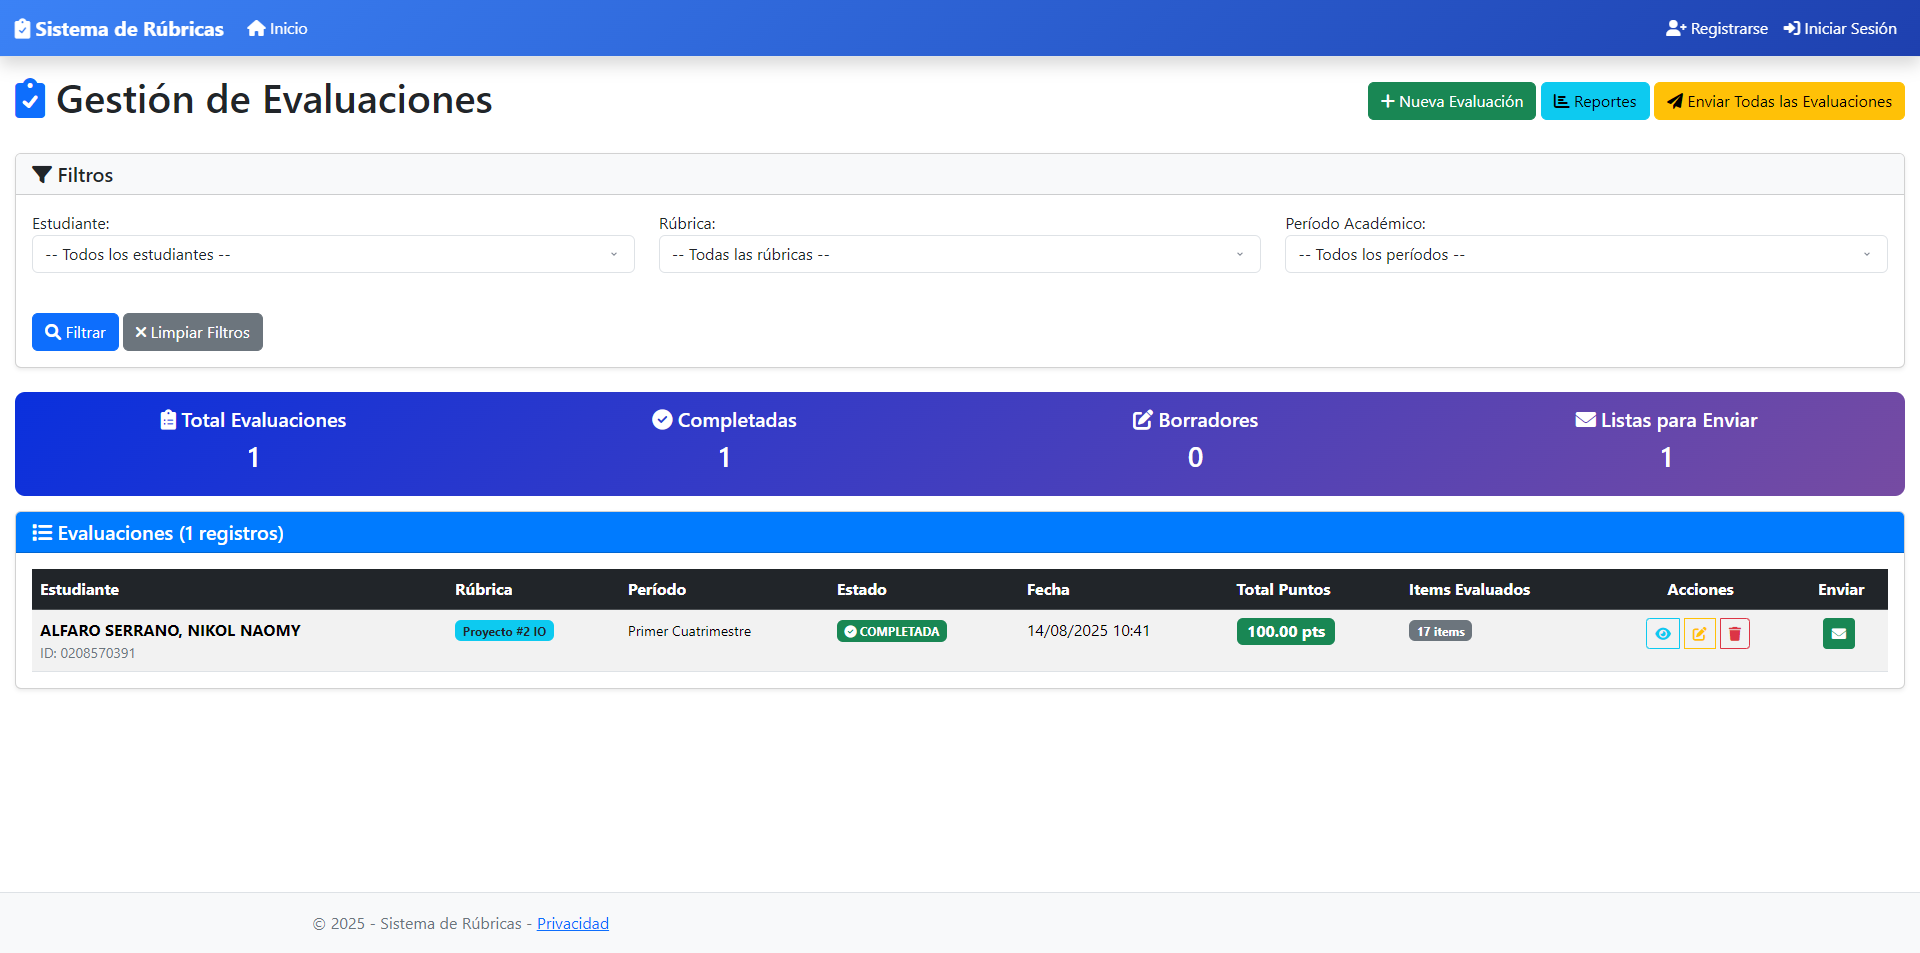 Sistema de Rúbricas Inicio Registrarse Iniciar Sesión
Gestión de Evaluaciones
Nueva Evaluación Reportes Enviar Todas las Evaluaciones
Filtros
Estudiante: Rúbrica: Período Académico:
-- Todos los estudiantes -- -- Todas las rúbricas -- -- Todos los períodos --
Filtrar Limpiar Filtros
Total Evaluaciones Completadas Borradores Listas para Enviar
1 1 0 1
Evaluaciones (1 registros)
Estudiante Rúbrica Período Estado Fecha Total Puntos Items Evaluados Acciones Enviar
ALFARO SERRANO, NIKOL NAOMY Proyecto #2 IO Primer Cuatrimestre COMPLETADA 14/08/2025 10:41 100.00 pts 17 items
ID: 0208570391
© 2025 - Sistema de Rúbricas - Privacidad